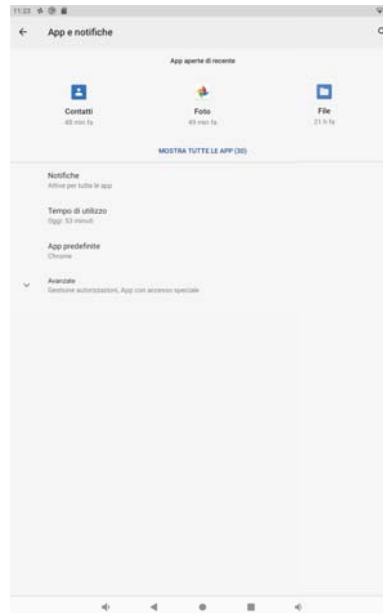 11:23
App e notifiche
App aperte di recente
Contatti
Foto
File
48 min fa
49 min fa
21 h fa
MOSTRA TUTTE LE APP (30)
Notifiche
Attive per tutte le app
Tempo di utilizzo
Oggi: 53 minuti
App predefinite
Chrome
Avanzate
Gestione autorizzazioni, App con accesso speciale